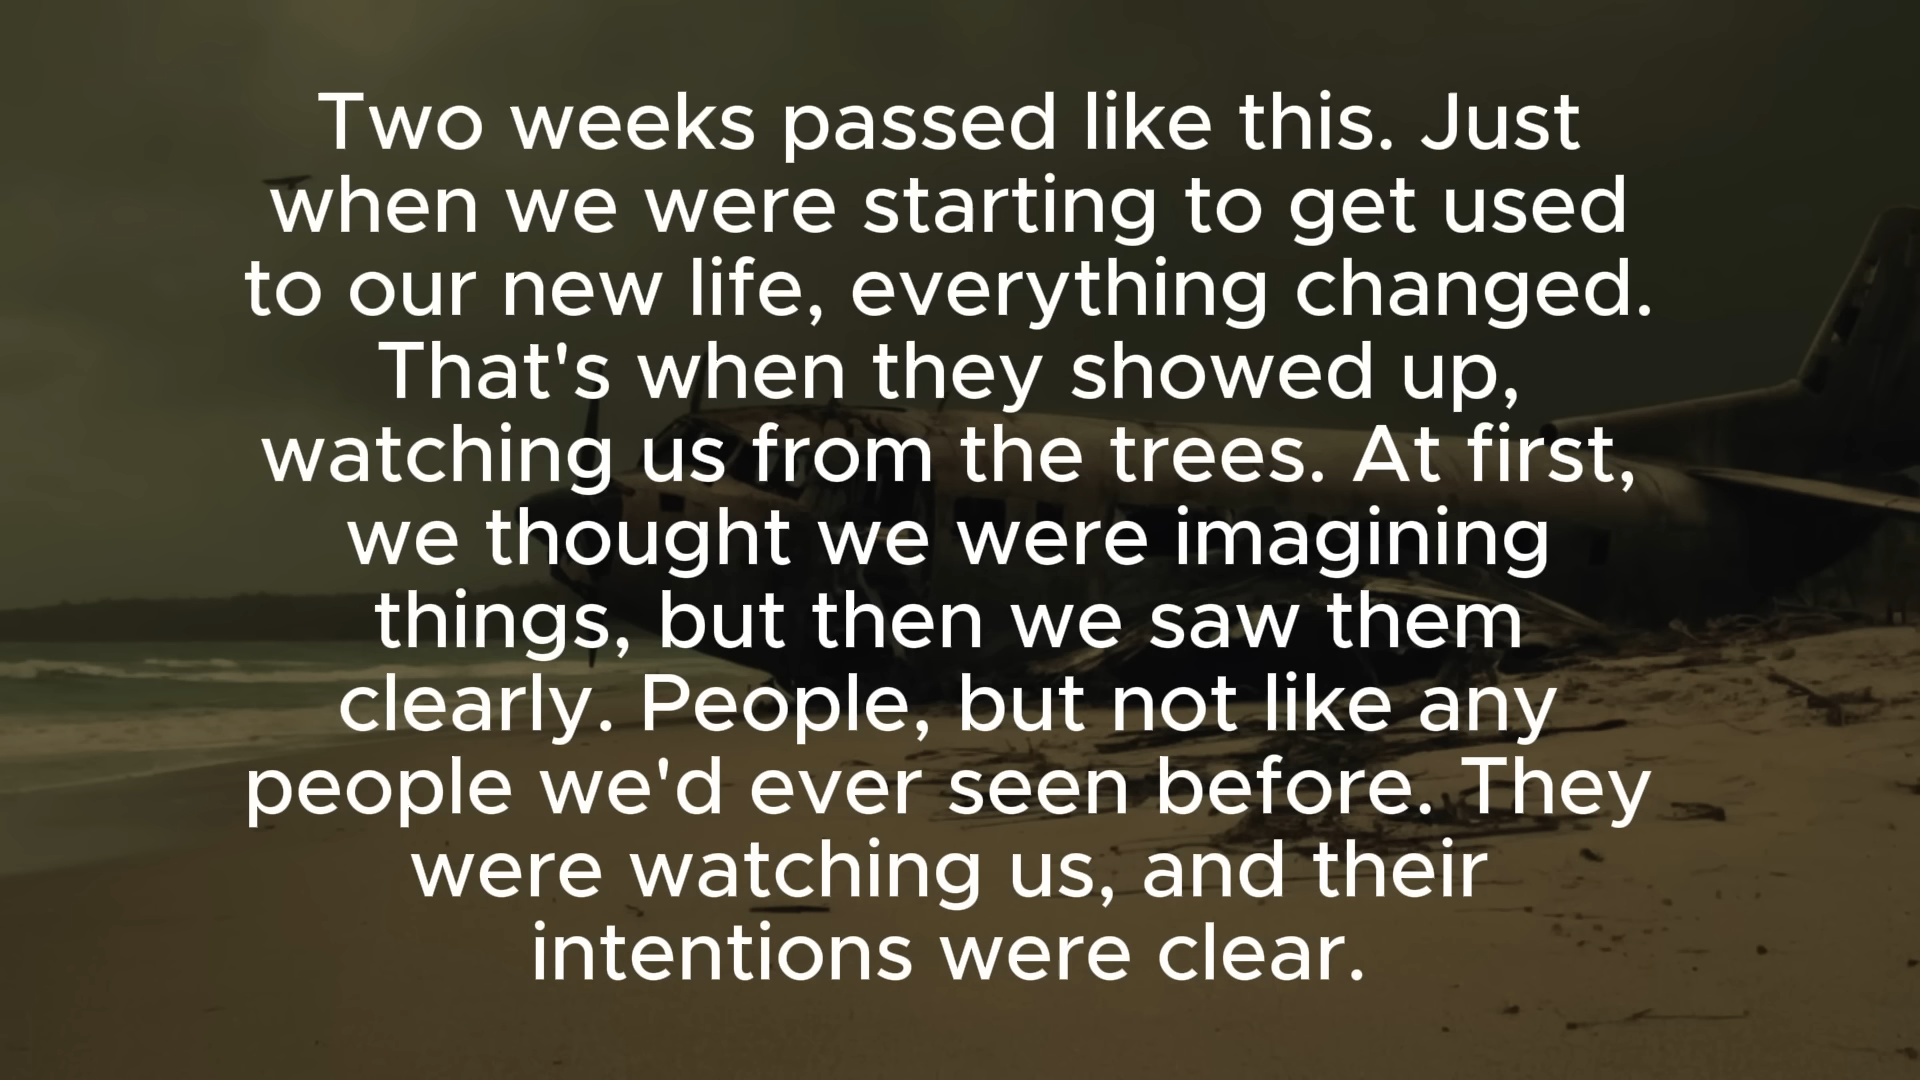 Two weeks passed like this. Just
when we were starting to get used
to our new life, everything changed.
That's when they showed up,
watching us from the trees. At first,
we thought we were imagining
things, but then we saw them
clearly. People, but not like any
people we'd ever seen before. They
were watching us, and their
intentions were clear.